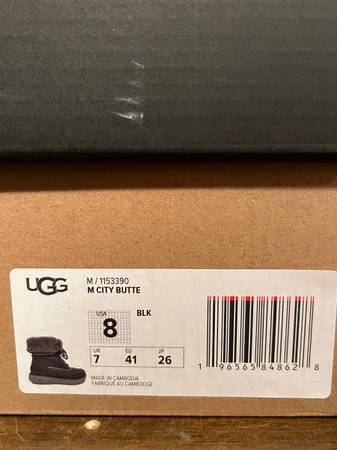 UGG
M / 1153390
M CITY BUTTE
USA
8
BLK
UK EU JP
7 41 26
MADE IN CAMBODIA
FABRIQUÉ AU CAMBODGE
1 96565 84862 8